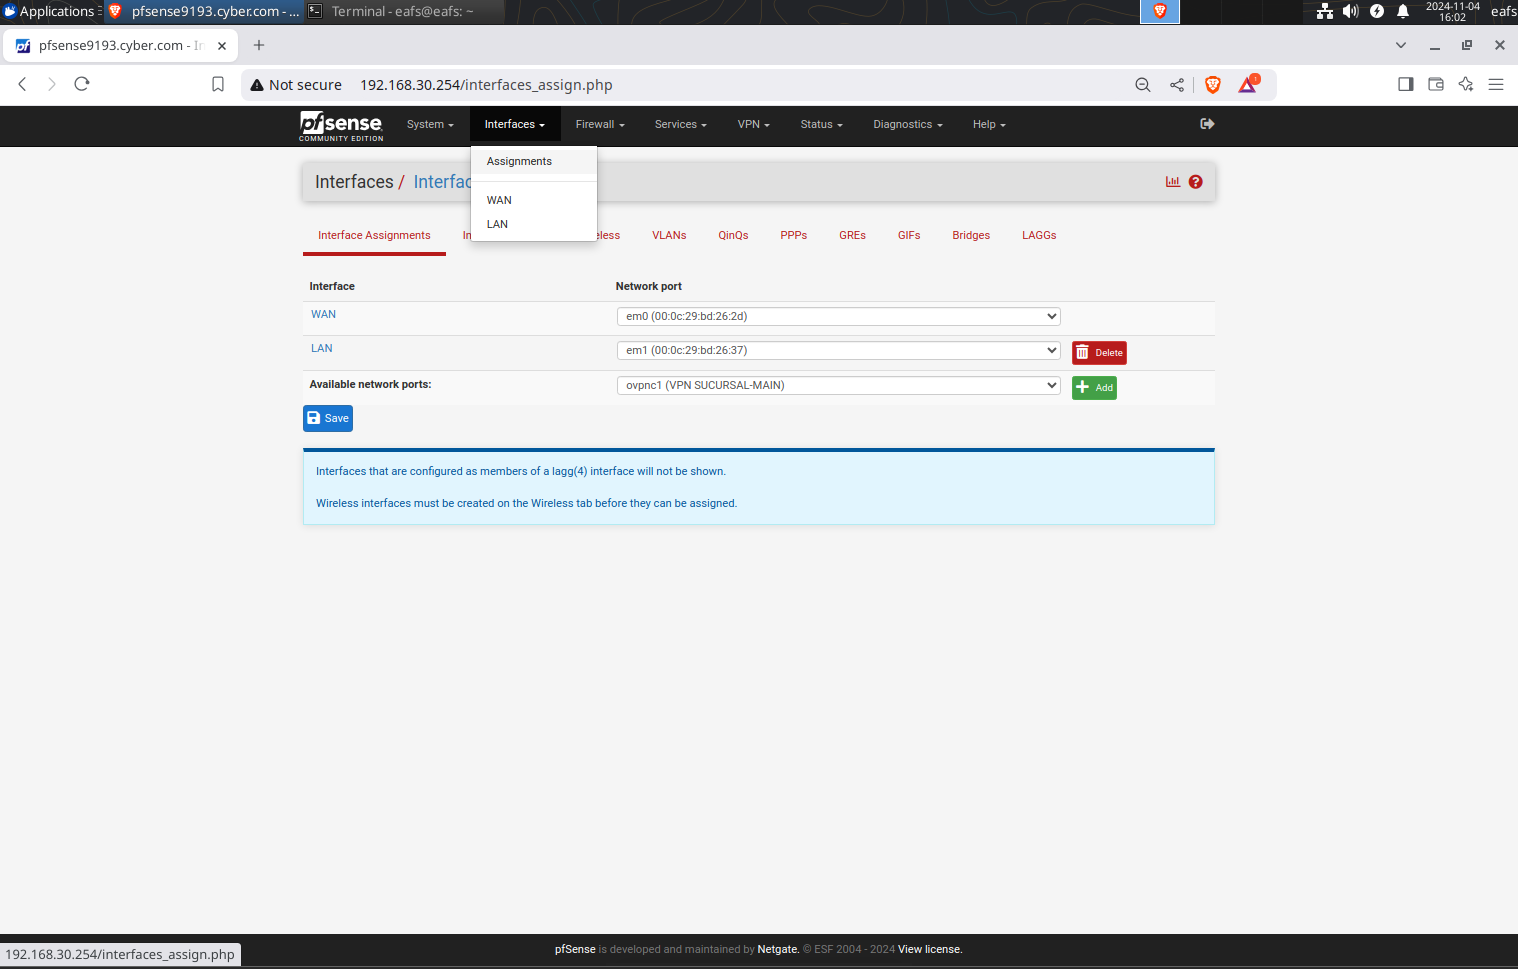 Applications
pfsense9193.cyber.com - ...
Terminal - eafs@eafs: ~
2024-11-04
16:02
eafs
pfsense9193.cyber.com - In
Not secure
192.168.30.254/interfaces_assign.php
1
pfsense
COMMUNITY EDITION
System
Interfaces
Firewall
Services
VPN
Status
Diagnostics
Help
Assignments
WAN
LAN
Interfaces / Interfac
Interface Assignments
In
eless
VLANs
QinQs
PPPs
GREs
GIFs
Bridges
LAGGs
Interface
Network port
WAN
em0 (00:0c:29:bd:26:2d)
LAN
em1 (00:0c:29:bd:26:37)
Delete
Available network ports:
ovpnc1 (VPN SUCURSAL-MAIN)
Add
Save
Interfaces that are configured as members of a lagg(4) interface will not be shown.
Wireless interfaces must be created on the Wireless tab before they can be assigned.
pfSense is developed and maintained by Netgate. © ESF 2004 - 2024 View license.
192.168.30.254/interfaces_assign.php